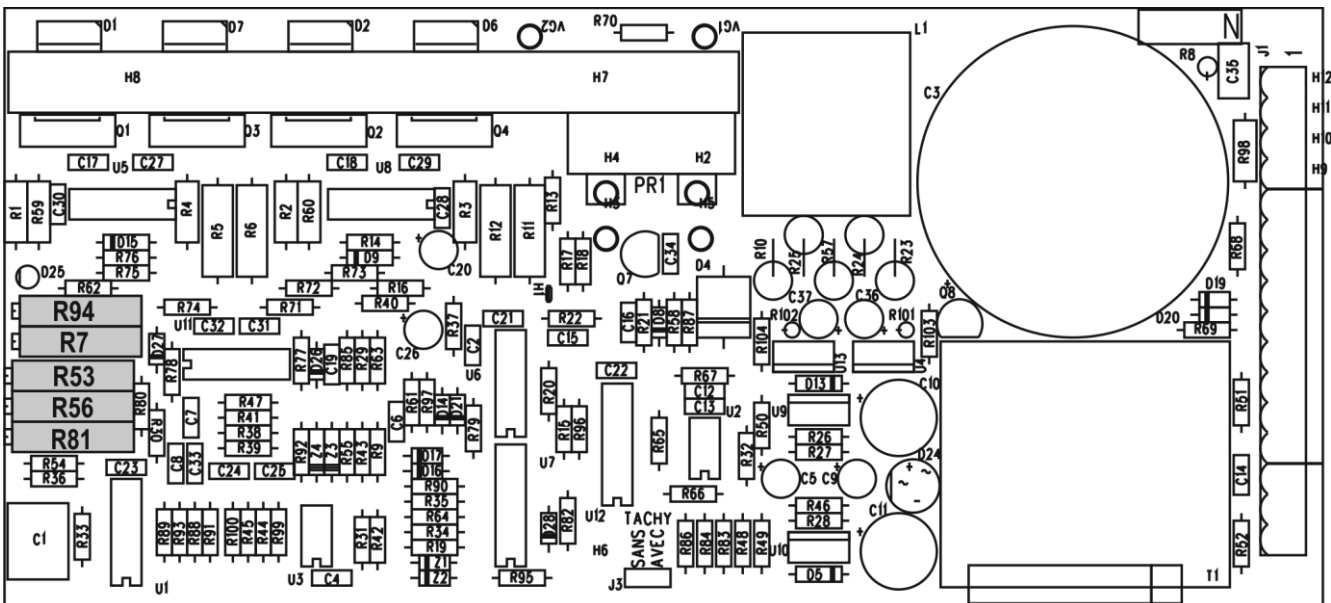 D1 D7 D2 D6 VG2 R70 VG1 L1 N
R8 C35 J1 1
H8 H7 C3 H12
H11
Q1 Q3 Q2 Q4 H10
C17 U5 C27 C18 U8 C29 H4 H2 R98 H9
PR1
R1 R59 C30 R4 R5 R6 R2 R60 C28 R3 R12 R11 R13 H3 H5
D15 R14 C20 R17 R18 Q7 C34 D4 R10 R25 R57 R24 R23 R68
R76 D9
D25 R75 R73
R62 R72 R16 H1 C37 C36 Q8 D19
R94 R74 R71 R40 R37 C16 R21 D8 R58 R87 D20
U11 C32 C31 C26 C21 R22 R102 R101 R103 R69
R7 D27 R78 C2 C15 R104
R77 D26 C19 R85 R29 R63 U6 U13 U4
R53 C22 R67 D13 C10
R80 R61 R97 D14 D21 R20 C12
R56 C7 R47 C6 R79 R15 R96 C13 U2 U9 R51
R30 R41 R65 R50
R81 R38 R92 Z4 Z3 R55 R43 R9 R32 R26
C8 C33 R39 D17 U7 R27 D24
R54 C23 C24 C25 D16 C5 C9 C14
R36 R90 R66
R35 U12 R46 C11
C1 R33 R89 R93 R88 R91 R100 R45 R44 R99 R31 R42 R64 D28 R82 TACHY R28
R34 SANS AVEC R86 R84 R83 R48 R49 R52
R19 H6 U10
Z1
U1 U3 C4 Z2 R95 J3 D5 T1